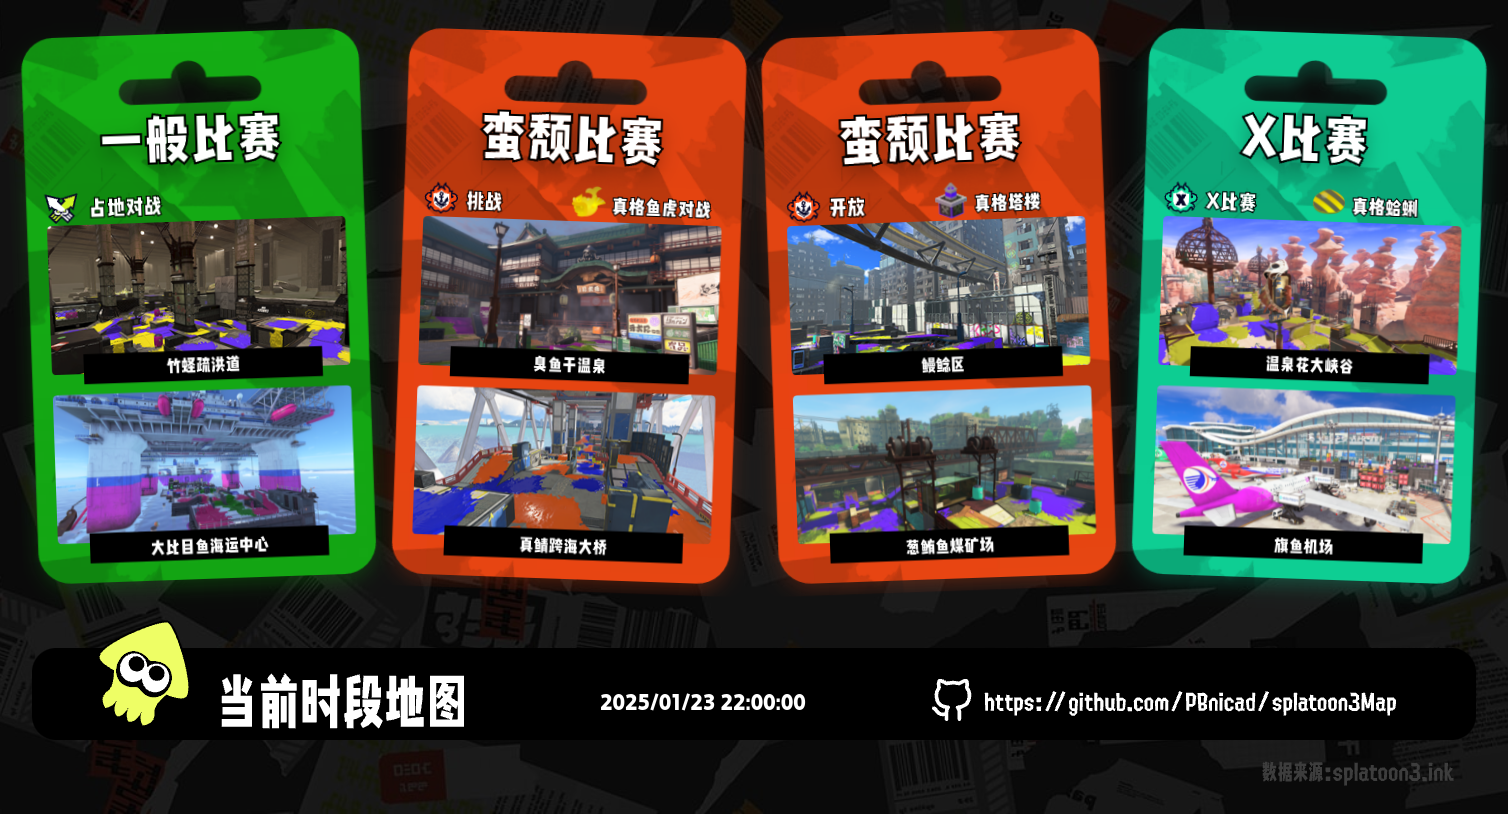 一般比赛
占地对战
竹蛏疏洪道
大比目鱼海运中心
蛮颓比赛
挑战
真格鱼虎对战
臭鱼干温泉
真鲭跨海大桥
蛮颓比赛
开放
真格塔楼
鳗鲶区
葱鲔鱼煤矿场
X比赛
X比赛
真格蛤蜊
温泉花大峡谷
旗鱼机场
当前时段地图
2025/01/23 22:00:00
https://github.com/PBnicad/splatoon3Map
数据来源:splatoon3.ink